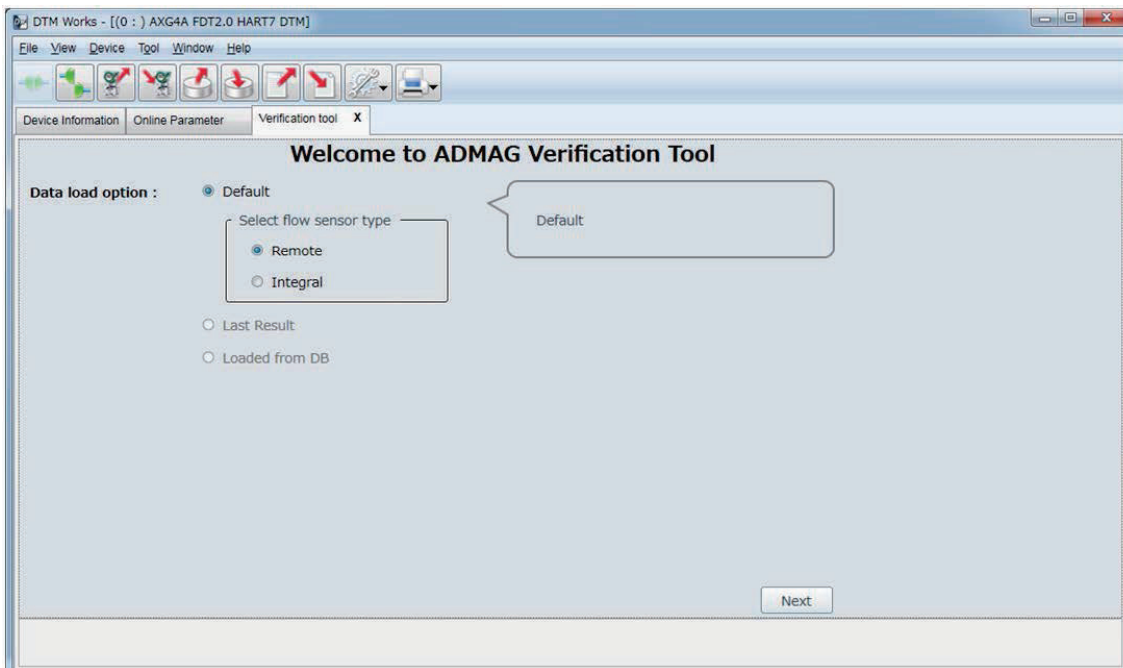 DTM Works - [(0 : ) AXG4A FDT2.0 HART7 DTM]
File View Device Tool Window Help
Device Information Online Parameter Verification tool X
Welcome to ADMAG Verification Tool
Data load option :
Default
Default
Select flow sensor type
Remote
Integral
Last Result
Loaded from DB
Next